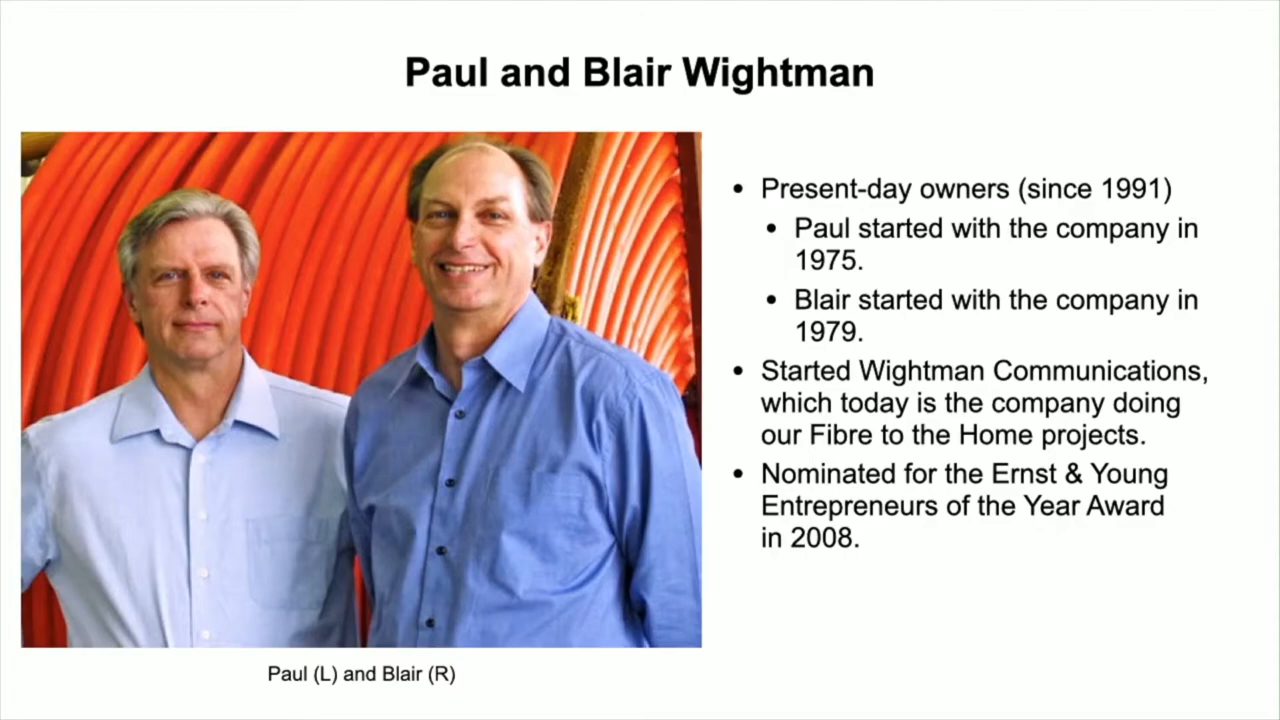 Paul and Blair Wightman
• Present-day owners (since 1991)
• Paul started with the company in
1975.
• Blair started with the company in
1979.
• Started Wightman Communications,
which today is the company doing
our Fibre to the Home projects.
• Nominated for the Ernst & Young
Entrepreneurs of the Year Award
in 2008.
Paul (L) and Blair (R)